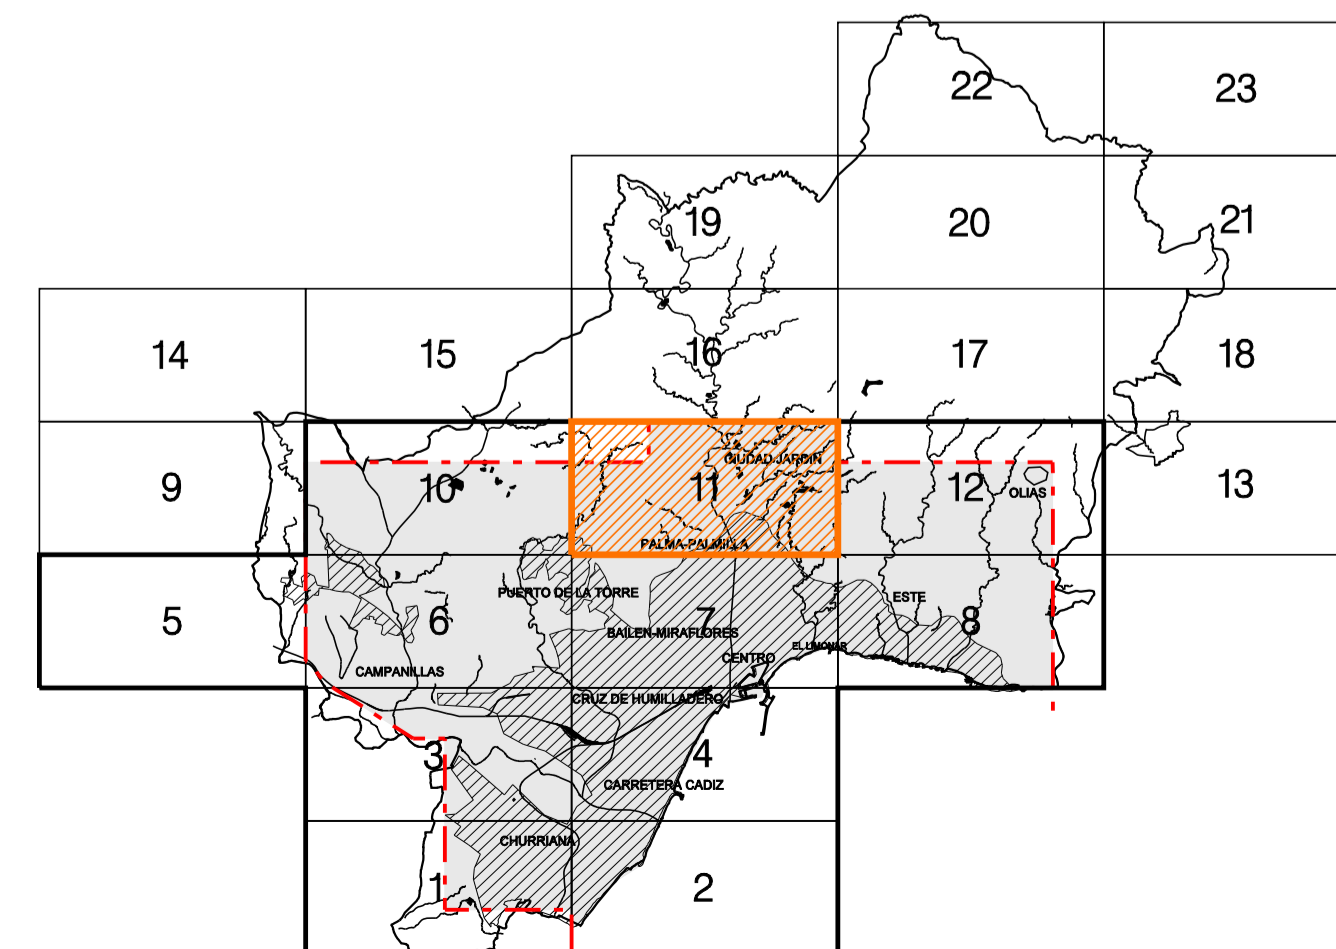 22
23
19
20
21
14
15
16
17
18
CIUDAD JARDIN
9
10
11
12
13
OLIAS
PALMA-PALMILLA
PUERTO DE LA TORRE
ESTE
5
6
7
8
BAILEN-MIRAFLORES
EL LIMONAR
CENTRO
CAMPANILLAS
CRUZ DE HUMILLADERO
3
4
CARRETERA CADIZ
CHURRIANA
1
2